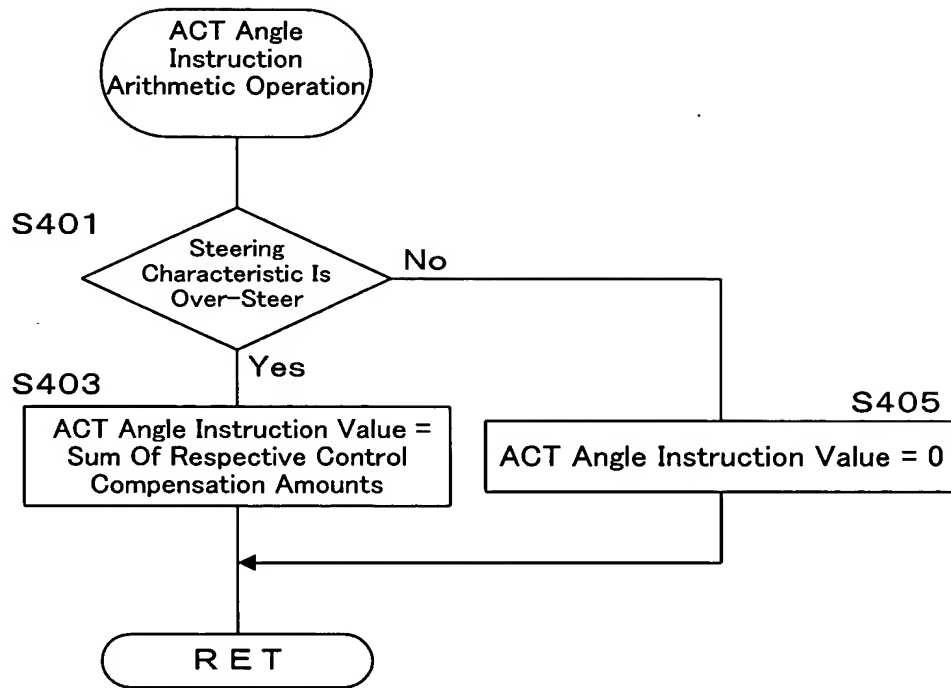 ACT Angle
Instruction
Arithmetic Operation
S401
Steering
Characteristic Is
Over-Steer
No
Yes
S403
ACT Angle Instruction Value =
Sum Of Respective Control
Compensation Amounts
S405
ACT Angle Instruction Value = 0
RET